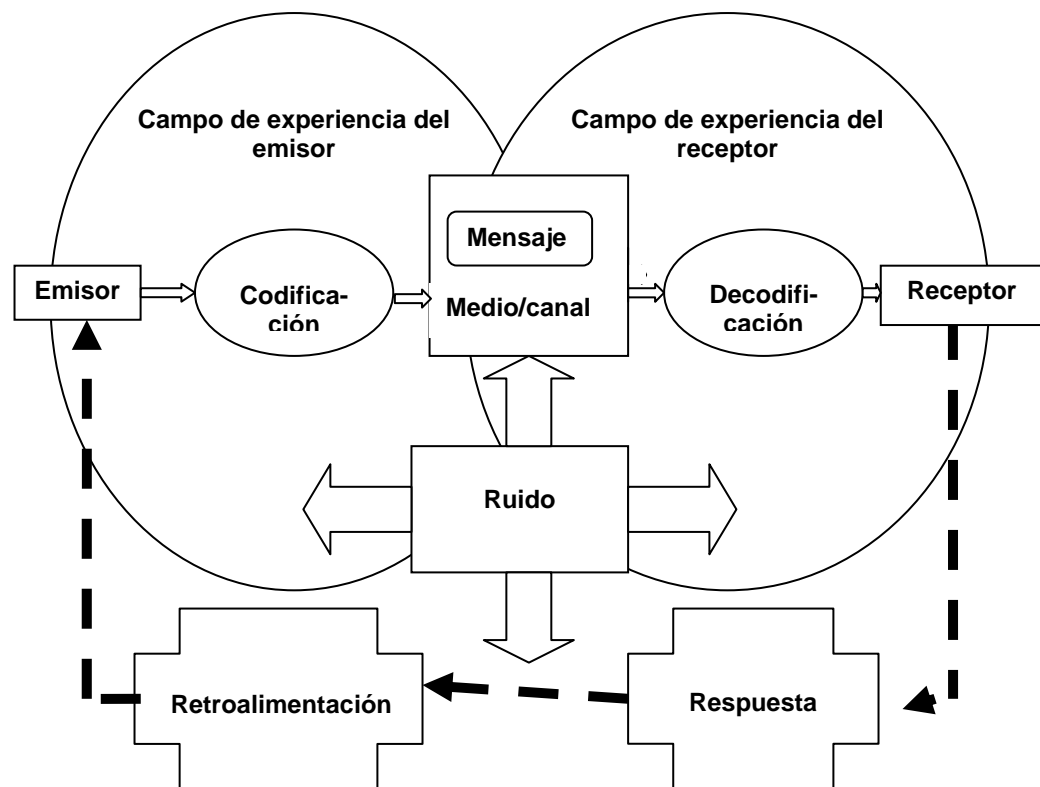 Campo de experiencia del
emisor
Campo de experiencia del
receptor
Emisor
Codifica-
ción
Mensaje
Medio/canal
Decodifi-
cación
Receptor
Ruido
Retroalimentación
Respuesta